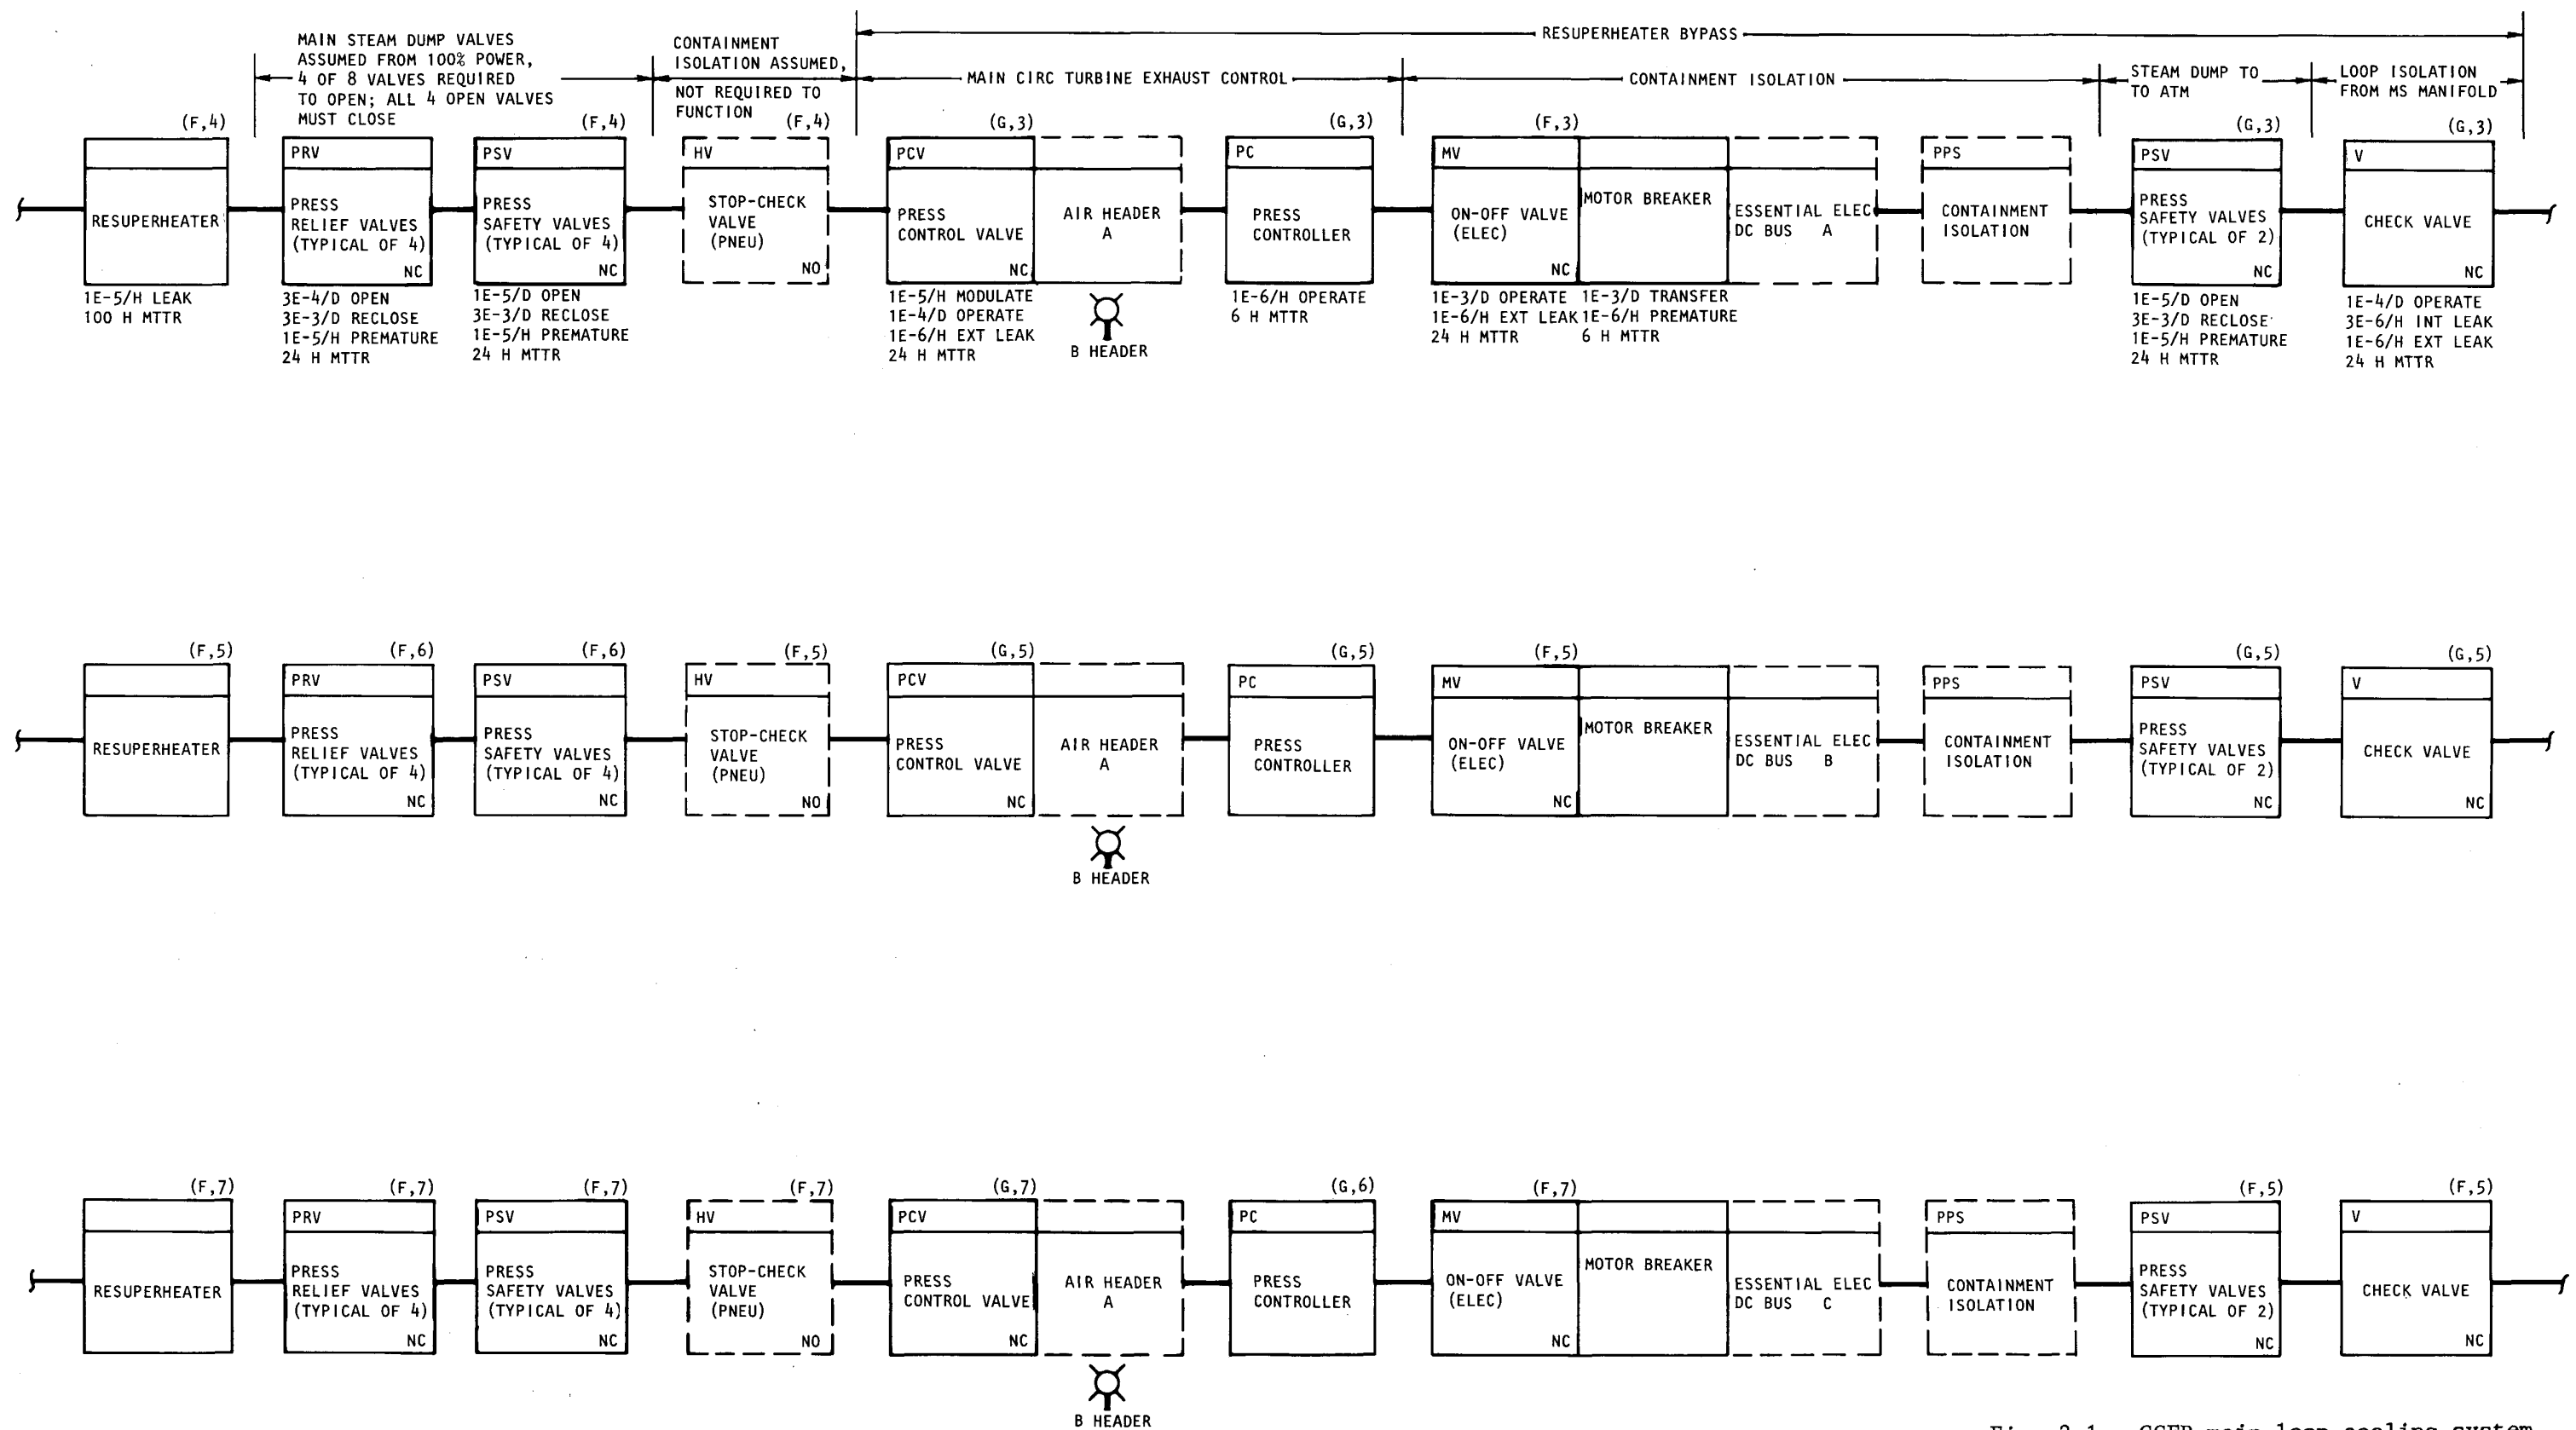 RESUPERHEATER BYPASS
MAIN STEAM DUMP VALVES
ASSUMED FROM 100% POWER,
4 OF 8 VALVES REQUIRED
TO OPEN; ALL 4 OPEN VALVES
MUST CLOSE
CONTAINMENT
ISOLATION ASSUMED,
NOT REQUIRED TO
FUNCTION
MAIN CIRC TURBINE EXHAUST CONTROL
CONTAINMENT ISOLATION
STEAM DUMP TO
TO ATM
LOOP ISOLATION
FROM MS MANIFOLD
(F,4)
RESUPERHEATER
1E-5/H LEAK
100 H MTTR
PRV
PRESS
RELIEF VALVES
(TYPICAL OF 4)
NC
3E-4/D OPEN
3E-3/D RECLOSE
1E-5/H PREMATURE
24 H MTTR
(F,4)
PSV
PRESS
SAFETY VALVES
(TYPICAL OF 4)
NC
1E-5/D OPEN
3E-3/D RECLOSE
1E-5/H PREMATURE
24 H MTTR
(F,4)
HV
STOP-CHECK
VALVE
(PNEU)
NO
(G,3)
PCV
PRESS
CONTROL VALVE
NC
1E-5/H MODULATE
1E-4/D OPERATE
1E-6/H EXT LEAK
24 H MTTR
AIR HEADER
A
B HEADER
(G,3)
PC
PRESS
CONTROLLER
1E-6/H OPERATE
6 H MTTR
(F,3)
MV
ON-OFF VALVE
(ELEC)
NC
1E-3/D OPERATE
1E-6/H EXT LEAK
24 H MTTR
MOTOR BREAKER
1E-3/D TRANSFER
1E-6/H PREMATURE
6 H MTTR
ESSENTIAL ELEC
DC BUS A
PPS
CONTAINMENT
ISOLATION
(G,3)
PSV
PRESS
SAFETY VALVES
(TYPICAL OF 2)
NC
1E-5/D OPEN
3E-3/D RECLOSE
1E-5/H PREMATURE
24 H MTTR
(G,3)
V
CHECK VALVE
NC
1E-4/D OPERATE
3E-6/H INT LEAK
1E-6/H EXT LEAK
24 H MTTR
(F,5)
RESUPERHEATER
(F,6)
PRV
PRESS
RELIEF VALVES
(TYPICAL OF 4)
NC
(F,6)
PSV
PRESS
SAFETY VALVES
(TYPICAL OF 4)
NC
(F,5)
HV
STOP-CHECK
VALVE
(PNEU)
NO
(G,5)
PCV
PRESS
CONTROL VALVE
NC
AIR HEADER
A
B HEADER
(G,5)
PC
PRESS
CONTROLLER
(F,5)
MV
ON-OFF VALVE
(ELEC)
NC
MOTOR BREAKER
ESSENTIAL ELEC
DC BUS B
PPS
CONTAINMENT
ISOLATION
(G,5)
PSV
PRESS
SAFETY VALVES
(TYPICAL OF 2)
NC
(G,5)
V
CHECK VALVE
NC
(F,7)
RESUPERHEATER
(F,7)
PRV
PRESS
RELIEF VALVES
(TYPICAL OF 4)
NC
(F,7)
PSV
PRESS
SAFETY VALVES
(TYPICAL OF 4)
NC
(F,7)
HV
STOP-CHECK
VALVE
(PNEU)
NO
(G,7)
PCV
PRESS
CONTROL VALVE
NC
AIR HEADER
A
B HEADER
(G,6)
PC
PRESS
CONTROLLER
(F,7)
MV
ON-OFF VALVE
(ELEC)
NC
MOTOR BREAKER
ESSENTIAL ELEC
DC BUS C
PPS
CONTAINMENT
ISOLATION
(F,5)
PSV
PRESS
SAFETY VALVES
(TYPICAL OF 2)
NC
(F,5)
V
CHECK VALVE
NC
main loop cooling system